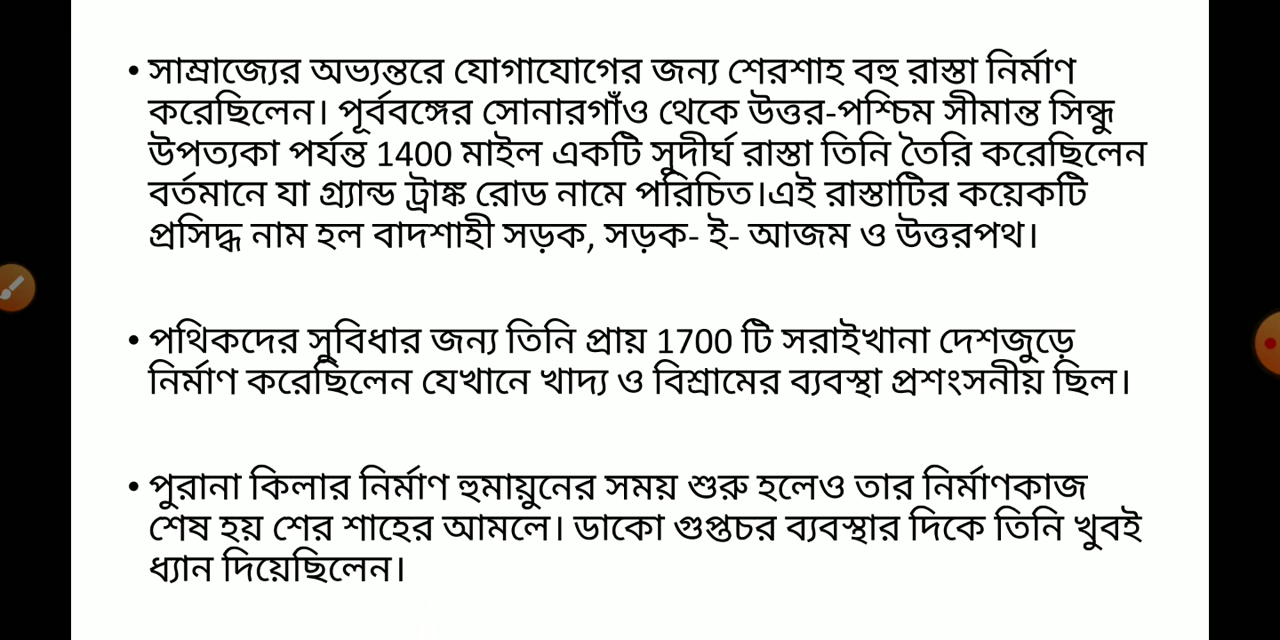 • সাম্রাজ্যের অভ্যন্তরে যোগাযোগের জন্য শেরশাহ বহু রাস্তা নির্মাণ
করেছিলেন। পূর্ববঙ্গের সোনারগাঁও থেকে উত্তর-পশ্চিম সীমান্ত সিন্ধু
উপত্যকা পর্যন্ত 1400 মাইল একটি সুদীর্ঘ রাস্তা তিনি তৈরি করেছিলেন
বর্তমানে যা গ্র্যান্ড ট্রাঙ্ক রোড নামে পরিচিত।এই রাস্তাটির কয়েকটি
প্রসিদ্ধ নাম হল বাদশাহী সড়ক, সড়ক- ই- আজম ও উত্তরপথ।
• পথিকদের সুবিধার জন্য তিনি প্রায় 1700 টি সরাইখানা দেশজুড়ে
নির্মাণ করেছিলেন যেখানে খাদ্য ও বিশ্রামের ব্যবস্থা প্রশংসনীয় ছিল।
• পুরানা কিলার নির্মাণ হুমায়ুনের সময় শুরু হলেও তার নির্মাণকাজ
শেষ হয় শের শাহের আমলে। ডাকো গুপ্তচর ব্যবস্থার দিকে তিনি খুবই
ধ্যান দিয়েছিলেন।